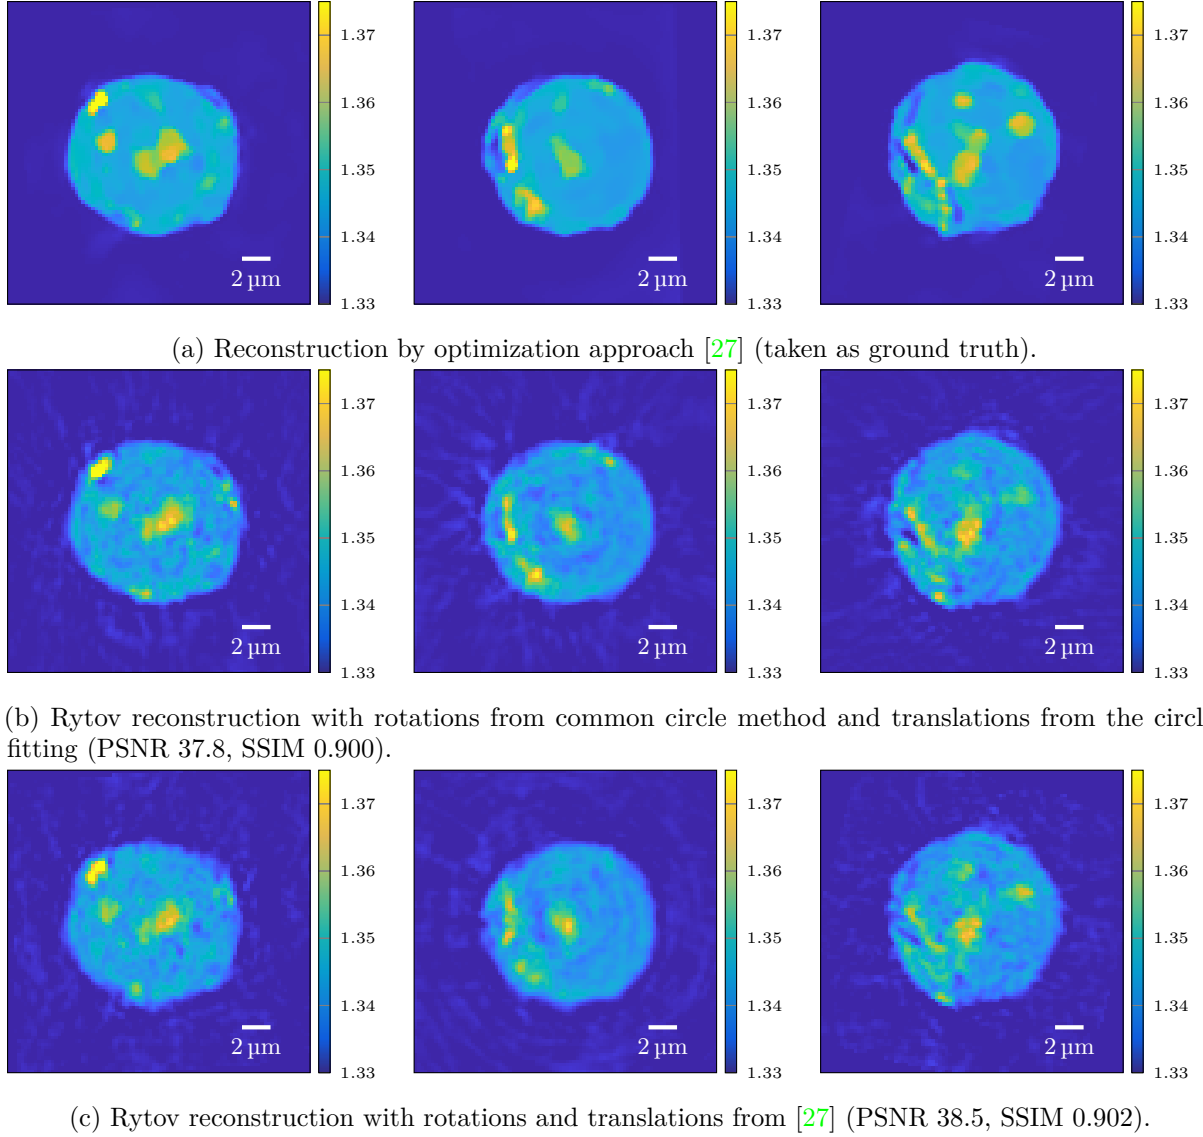 1.37 1.37 1.37
1.36 1.36 1.36
1.35 1.35 1.35
1.34 1.34 1.34
2 µm 2 µm 2 µm
1.33 1.33 1.33
(a) Reconstruction by optimization approach [27] (taken as ground truth).
1.37 1.37 1.37
1.36 1.36 1.36
1.35 1.35 1.35
1.34 1.34 1.34
2 µm 2 µm 2 µm
1.33 1.33 1.33
(b) Rytov reconstruction with rotations from common circle method and translations from the circl
fitting (PSNR 37.8, SSIM 0.900).
1.37 1.37 1.37
1.36 1.36 1.36
1.35 1.35 1.35
1.34 1.34 1.34
2 µm 2 µm 2 µm
1.33 1.33 1.33
(c) Rytov reconstruction with rotations and translations from [27] (PSNR 38.5, SSIM 0.902).